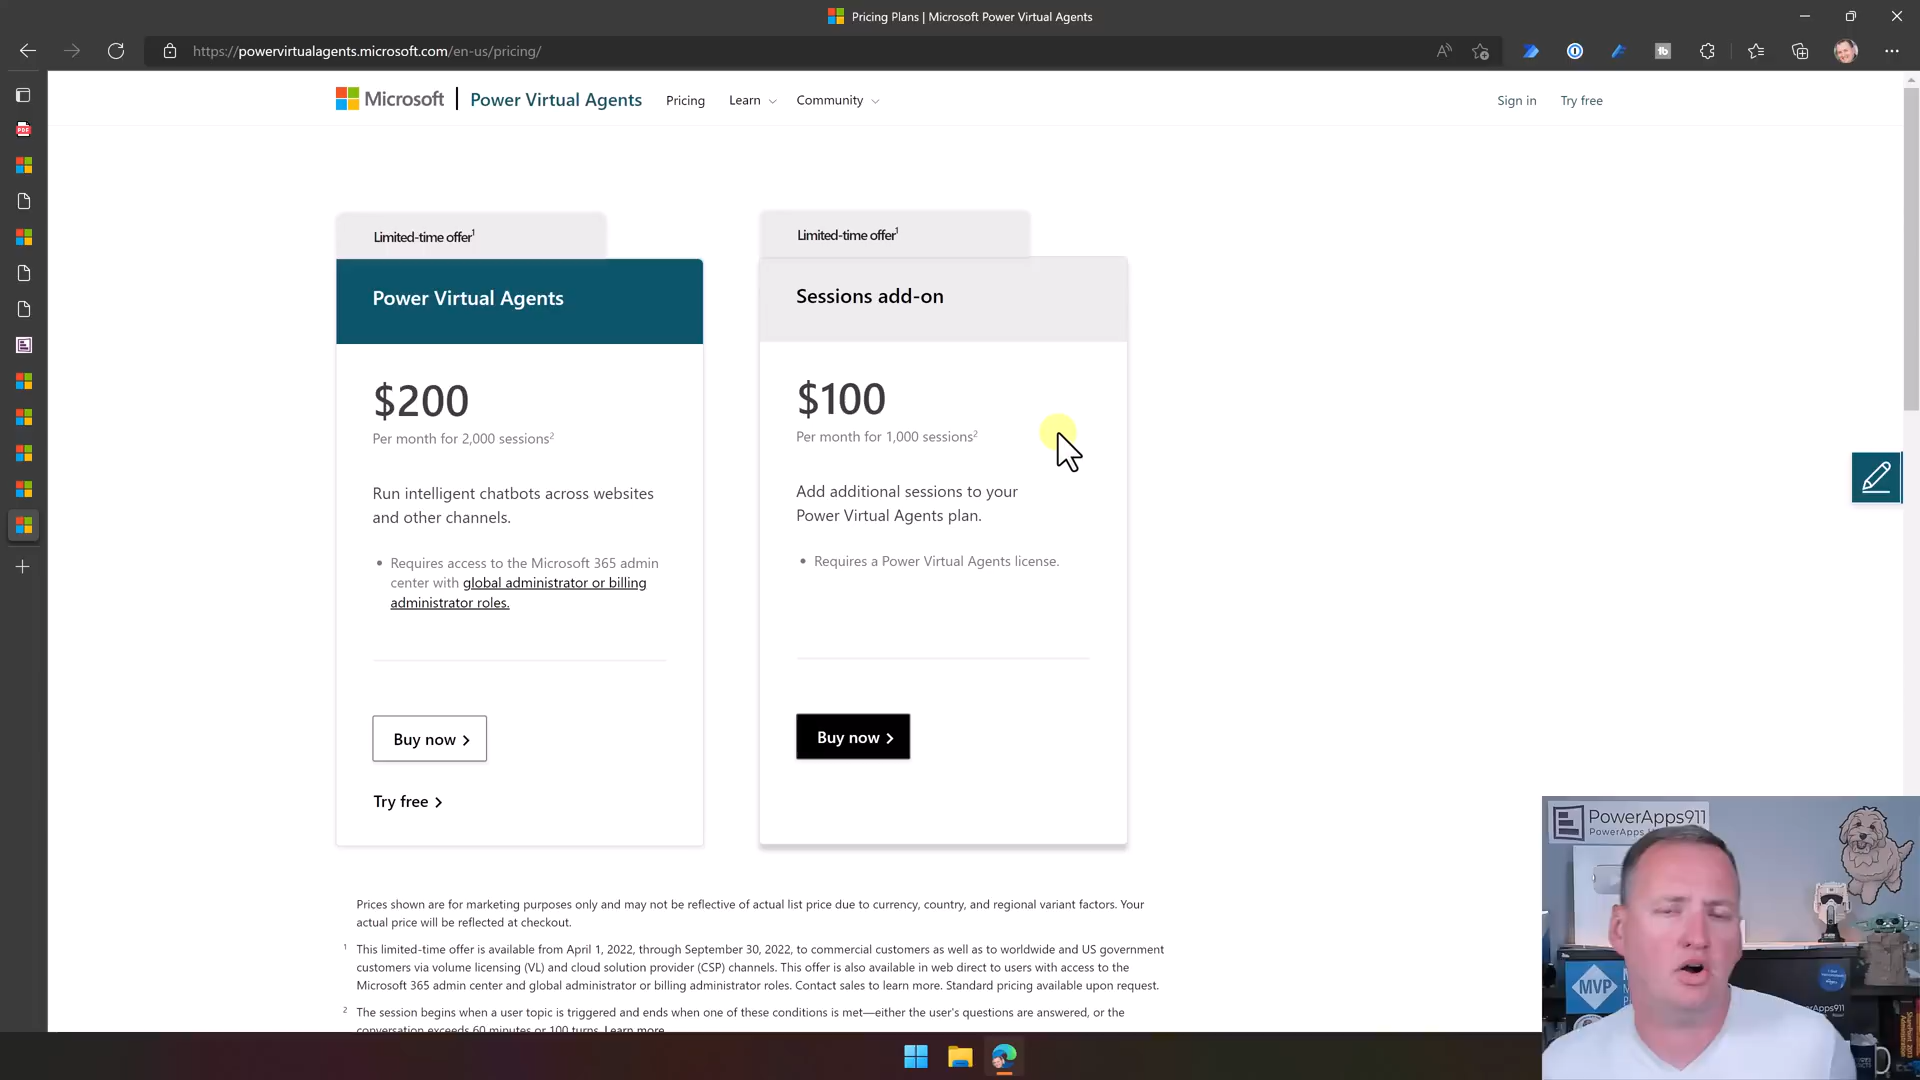 Pricing Plans | Microsoft Power Virtual Agents
https://powervirtualagents.microsoft.com/en-us/pricing/
Microsoft | Power Virtual Agents Pricing Learn Community Sign in Try free
Limited-time offer¹
Power Virtual Agents
$200
Per month for 2,000 sessions²
Run intelligent chatbots across websites
and other channels.
• Requires access to the Microsoft 365 admin
center with global administrator or billing
administrator roles.
Buy now
Try free
Limited-time offer¹
Sessions add-on
$100
Per month for 1,000 sessions²
Add additional sessions to your
Power Virtual Agents plan.
• Requires a Power Virtual Agents license.
Buy now
Prices shown are for marketing purposes only and may not be reflective of actual list price due to currency, country, and regional variant factors. Your
actual price will be reflected at checkout.
1 This limited-time offer is available from April 1, 2022, through September 30, 2022, to commercial customers as well as to worldwide and US government
customers via volume licensing (VL) and cloud solution provider (CSP) channels. This offer is also available in web direct to users with access to the
Microsoft 365 admin center and global administrator or billing administrator roles. Contact sales to learn more. Standard pricing available upon request.
2 The session begins when a user topic is triggered and ends when one of these conditions is met—either the user's questions are answered, or the
conversation exceeds 60 minutes or 100 turns. Learn more.
PowerApps911
PowerApps
MVP